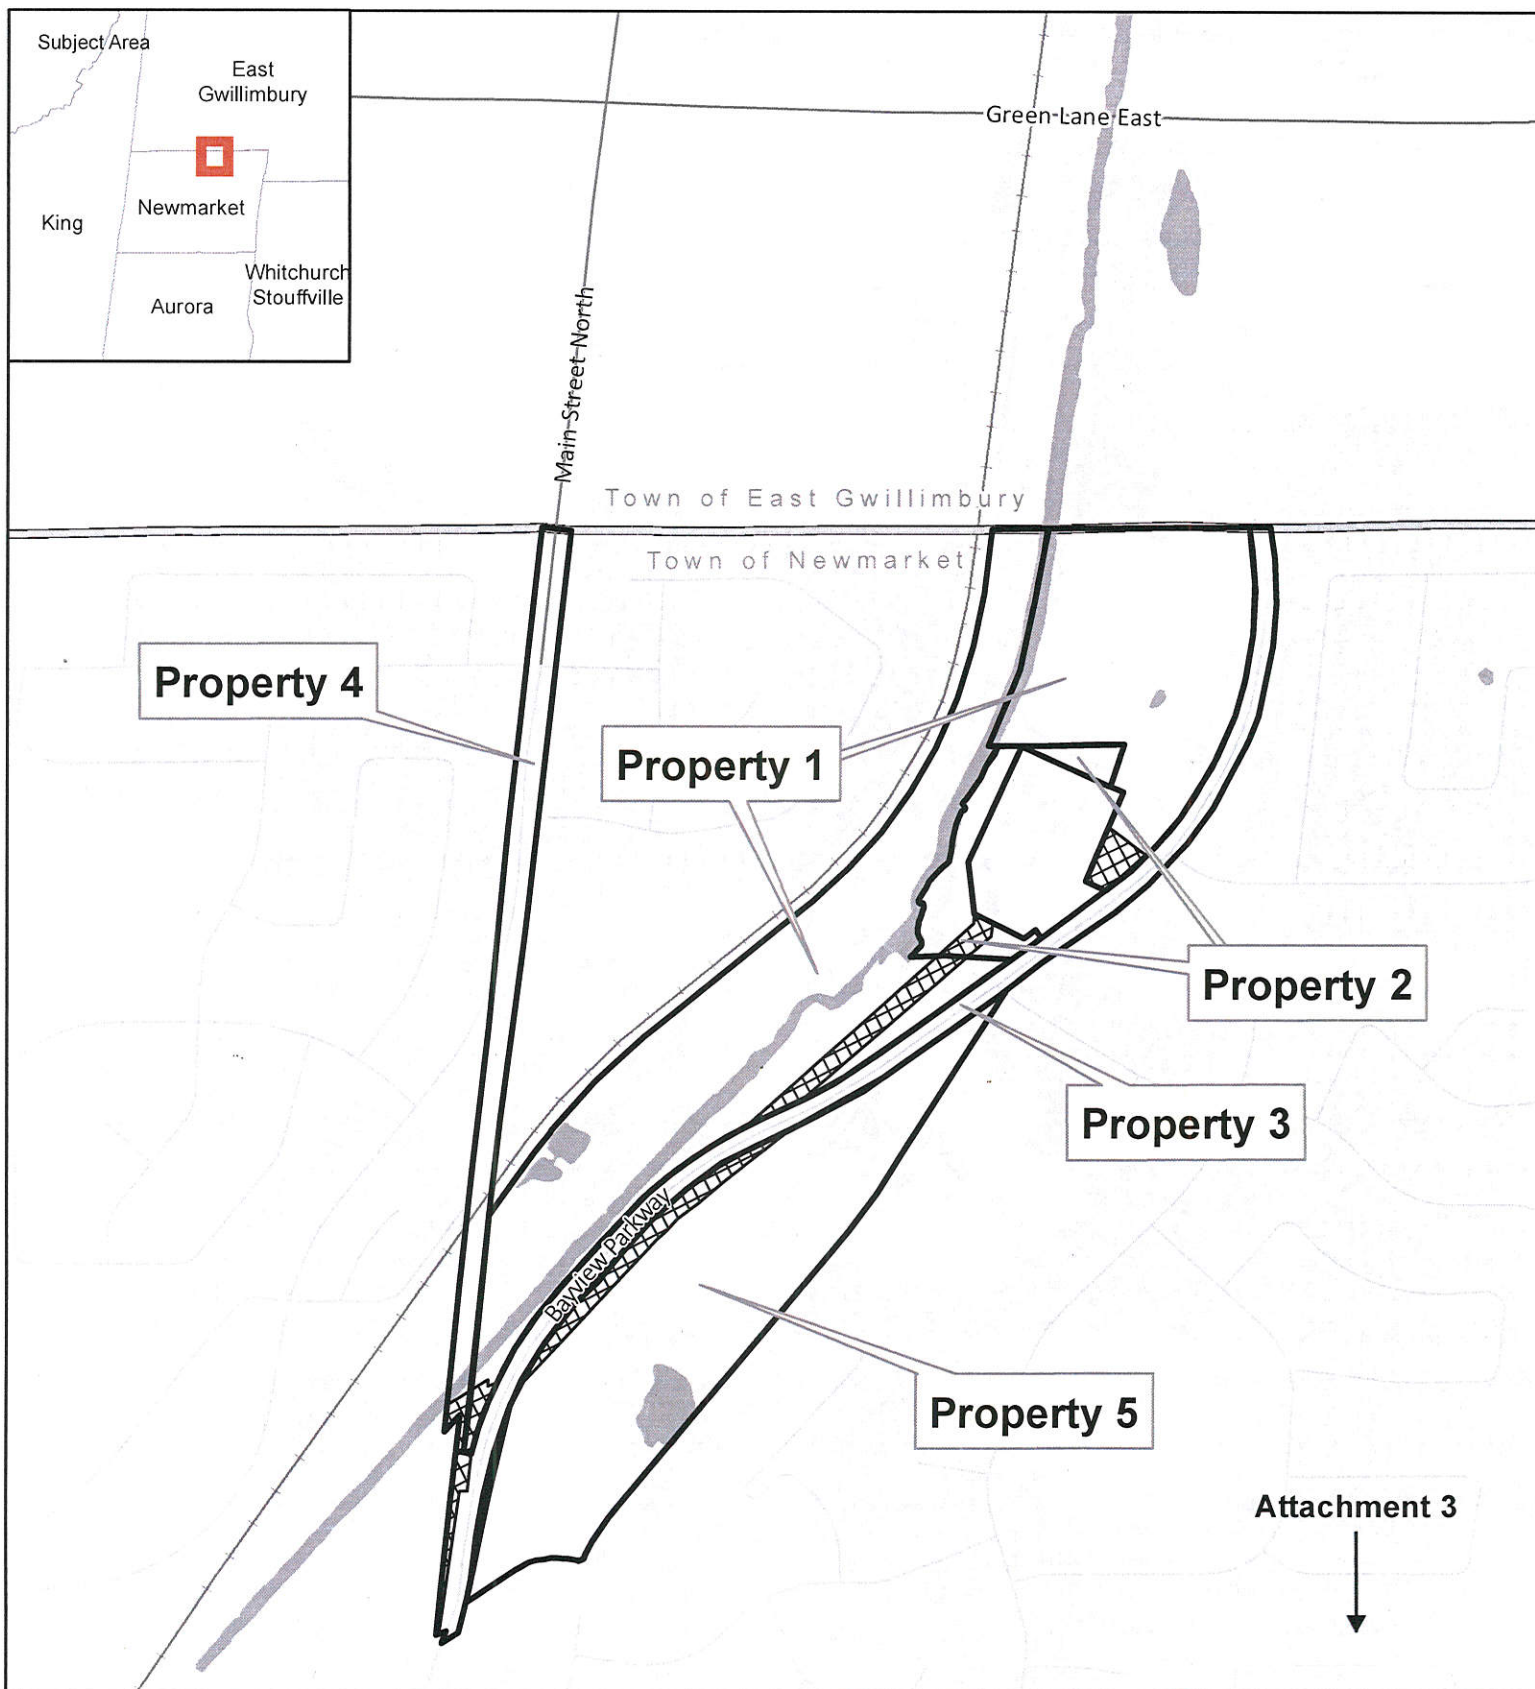 Subject Area
East
Gwillimbury
King
Newmarket
Whitchurch
Stouffville
Aurora
Green Lane East
Main Street North
Town of East Gwillimbury
Town of Newmarket
Property 4
Property 1
Property 2
Property 3
Bayview Parkway
Property 5
Attachment 3